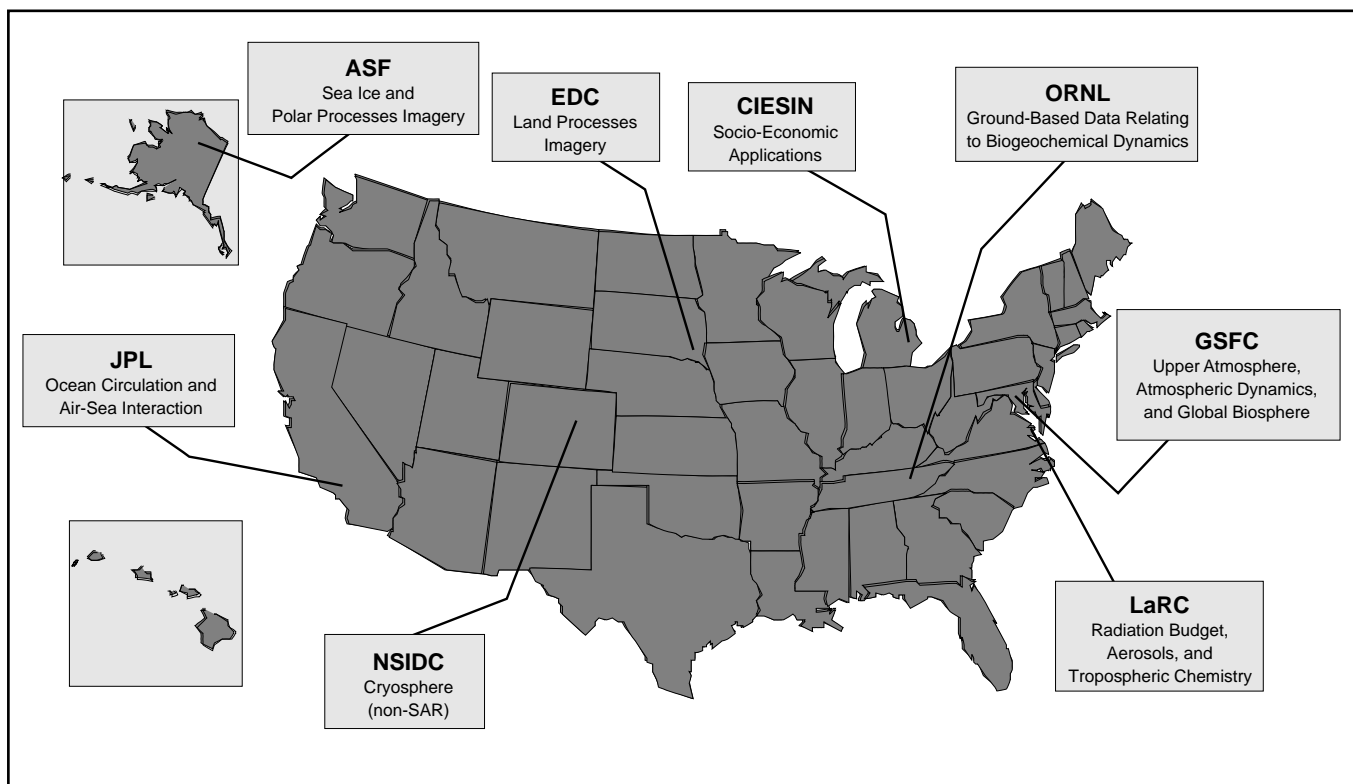 ASF
Sea Ice and
Polar Processes Imagery
EDC
Land Processes
Imagery
CIESIN
Socio-Economic
Applications
ORNL
Ground-Based Data Relating
to Biogeochemical Dynamics
JPL
Ocean Circulation and
Air-Sea Interaction
GSFC
Upper Atmosphere,
Atmospheric Dynamics,
and Global Biosphere
NSIDC
Cryosphere
(non-SAR)
LaRC
Radiation Budget,
Aerosols, and
Tropospheric Chemistry